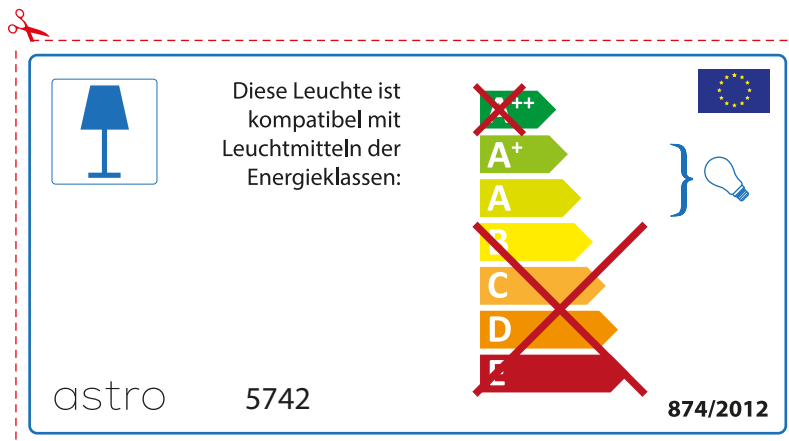 Diese Leuchte ist
kompatibel mit
Leuchtmitteln der
Energieklassen:
A++
A+
A
B
C
D
E
astro
5742
874/2012